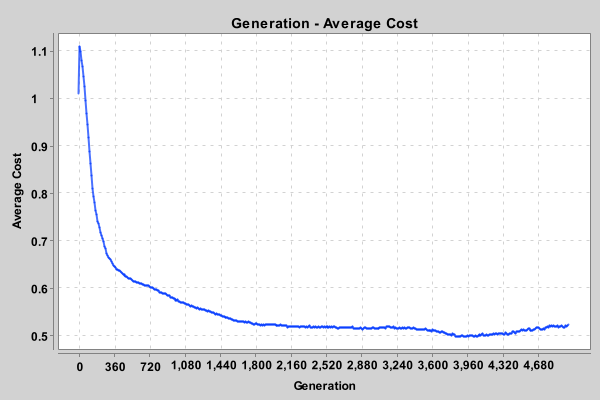 Generation - Average Cost
1.1
1
0.9
0.8
0.7
0.6
0.5
Average Cost
0 360 720 1,080 1,440 1,800 2,160 2,520 2,880 3,240 3,600 3,960 4,320 4,680
Generation